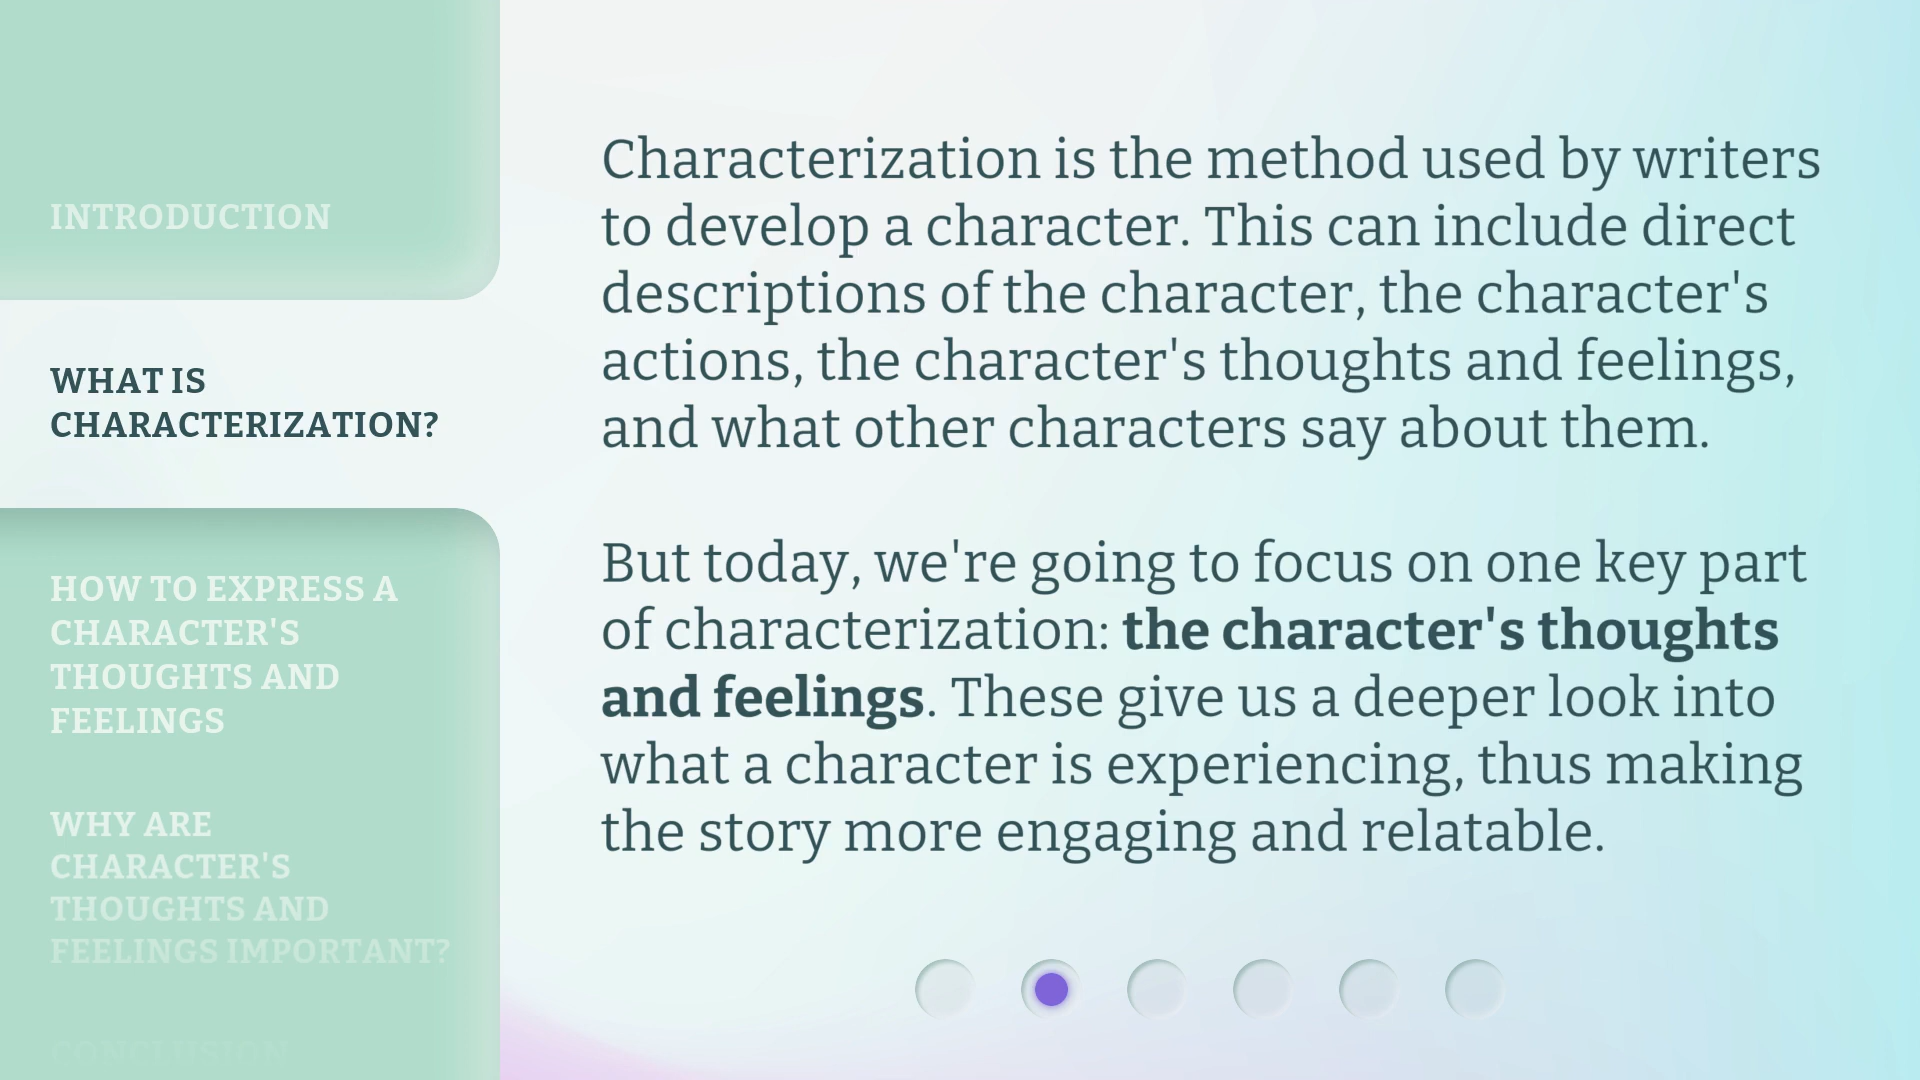 INTRODUCTION
WHAT IS
CHARACTERIZATION?
HOW TO EXPRESS A
CHARACTER'S
THOUGHTS AND
FEELINGS
WHY ARE
CHARACTER'S
THOUGHTS AND
FEELINGS IMPORTANT?
CONCLUSION
Characterization is the method used by writers
to develop a character. This can include direct
descriptions of the character, the character's
actions, the character's thoughts and feelings,
and what other characters say about them.
But today, we're going to focus on one key part
of characterization: the character's thoughts
and feelings. These give us a deeper look into
what a character is experiencing, thus making
the story more engaging and relatable.